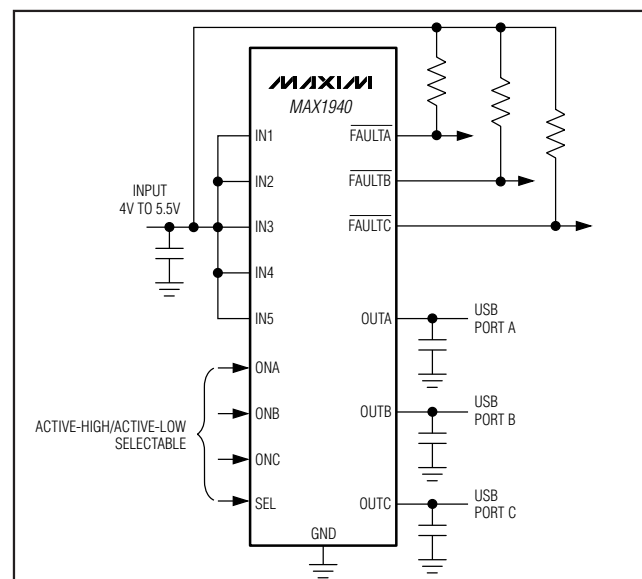 MAXIM
MAX1940
IN1
IN2
IN3
IN4
IN5
ONA
ONB
ONC
SEL
FAULTA
FAULTB
FAULTC
OUTA
OUTB
OUTC
GND
INPUT
4V TO 5.5V
ACTIVE-HIGH/ACTIVE-LOW
SELECTABLE
USB
PORT A
USB
PORT B
USB
PORT C